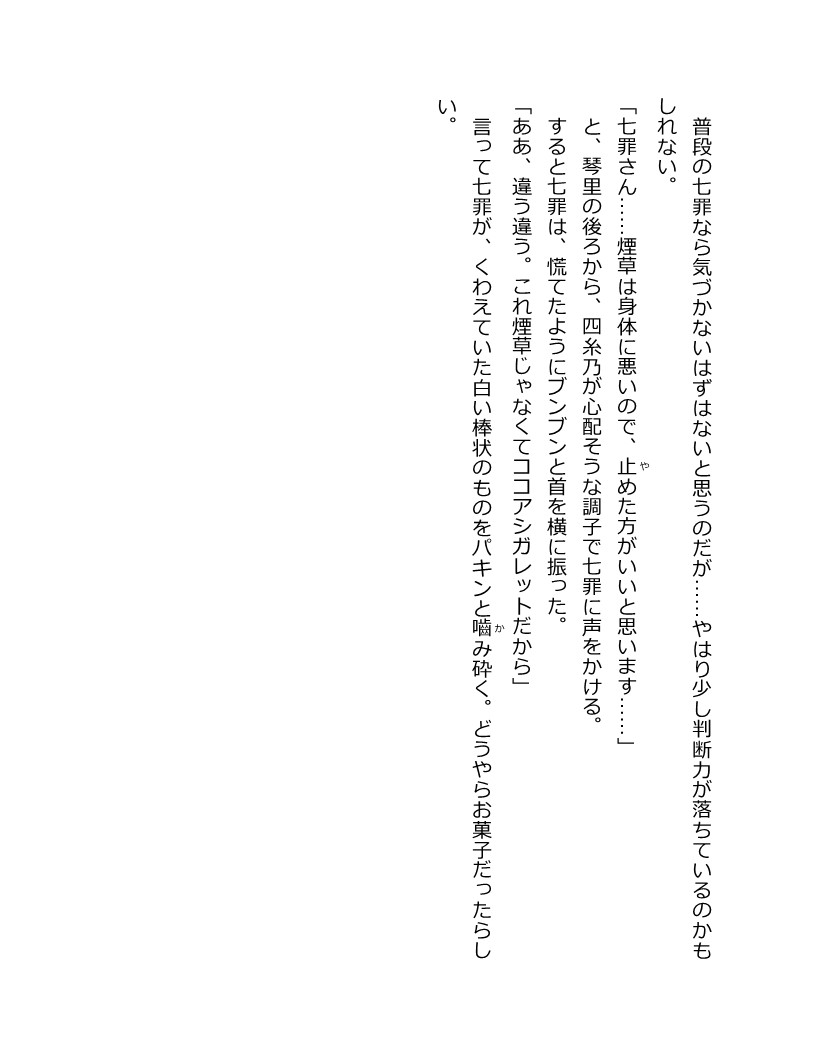 普段の七罪なら気づかないはずはないと思うのだが……やはり少し判断力が落ちているのかも
しれない。
「七罪さん……煙草は身体に悪いので、止めた方がいいと思います……」
と、琴里の後ろから、四糸乃が心配そうな調子で七罪に声をかける。
すると七罪は、慌てたようにブンブンと首を横に振った。
「ああ、違う違う。これ煙草じゃなくてココアシガレットだから」
言って七罪が、くわえていた白い棒状のものをパキンと嚙み砕く。どうやらお菓子だったらし
い。